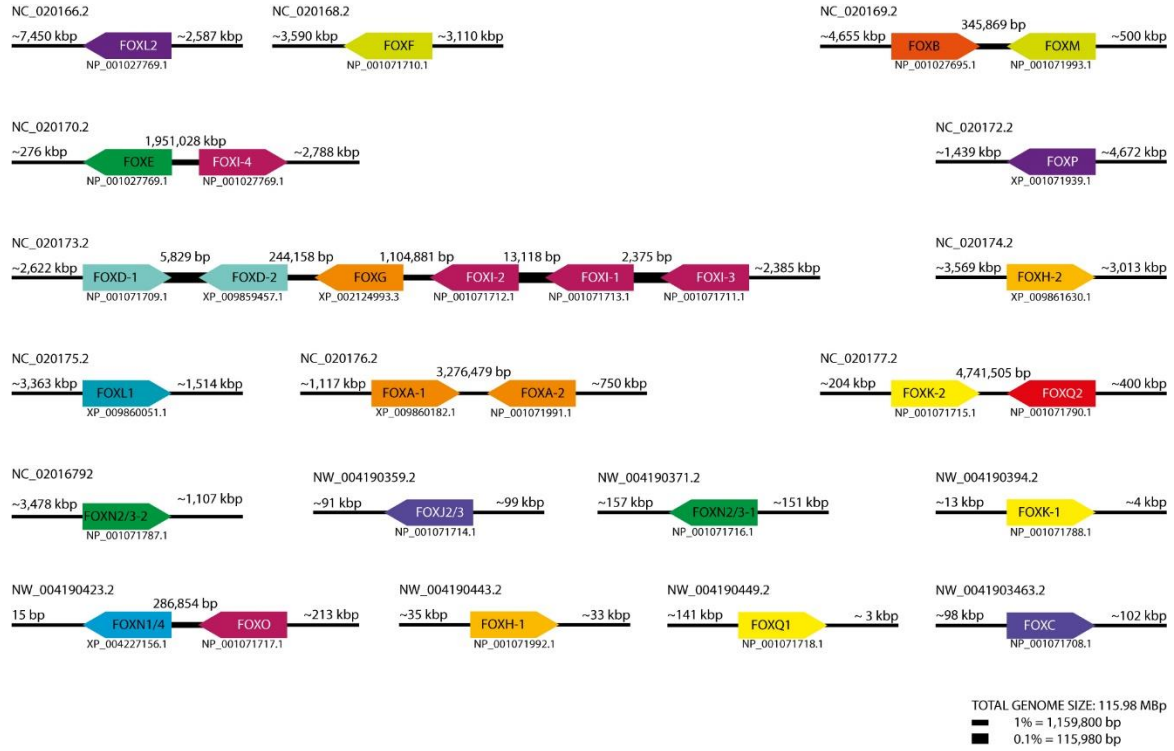 NC_020166.2
~7,450 kbp
FOXL2
~2,587 kbp
NP_001027769.1
NC_020168.2
~3,590 kbp
FOXF
~3,110 kbp
NP_001071710.1
NC_020169.2
~4,655 kbp
FOXB
345,869 bp
FOXM
~500 kbp
NP_001027695.1
NP_001071993.1
NC_020170.2
~276 kbp
FOXE
1,951,028 kbp
FOXI-4
~2,788 kbp
NP_001027769.1
NP_001027769.1
NC_020172.2
~1,439 kbp
FOXP
~4,672 kbp
XP_001071939.1
NC_020173.2
~2,622 kbp
FOXD-1
5,829 bp
FOXD-2
244,158 bp
FOXG
1,104,881 bp
FOXI-2
13,118 bp
FOXI-1
2,375 bp
FOXI-3
~2,385 kbp
NP_001071709.1
XP_009859457.1
XP_002124993.3
NP_001071712.1
NP_001071713.1
NP_001071711.1
NC_020174.2
~3,569 kbp
FOXH-2
~3,013 kbp
XP_009861630.1
NC_020175.2
~3,363 kbp
FOXL1
~1,514 kbp
XP_009860051.1
NC_020176.2
~1,117 kbp
FOXA-1
3,276,479 bp
FOXA-2
~750 kbp
XP_009860182.1
NP_001071991.1
NC_020177.2
~204 kbp
FOXK-2
4,741,505 bp
FOXQ2
~400 kbp
NP_001071715.1
NP_001071790.1
NC_02016792
~3,478 kbp
FOXN2/3-2
~1,107 kbp
NP_001071787.1
NW_004190359.2
~91 kbp
FOXJ2/3
~99 kbp
NP_001071714.1
NW_004190371.2
~157 kbp
FOXN2/3-1
~151 kbp
NP_001071716.1
NW_004190394.2
~13 kbp
FOXK-1
~4 kbp
NP_001071788.1
NW_004190423.2
15 bp
FOXN1/4
286,854 bp
FOXO
~213 kbp
XP_004227156.1
NP_001071717.1
NW_004190443.2
~35 kbp
FOXH-1
~33 kbp
NP_001071992.1
NW_004190449.2
~141 kbp
FOXQ1
~ 3 kbp
NP_001071718.1
NW_0041903463.2
~98 kbp
FOXC
~102 kbp
NP_001071708.1
TOTAL GENOME SIZE: 115.98 MBp
1% = 1,159,800 bp
0.1% = 115,980 bp